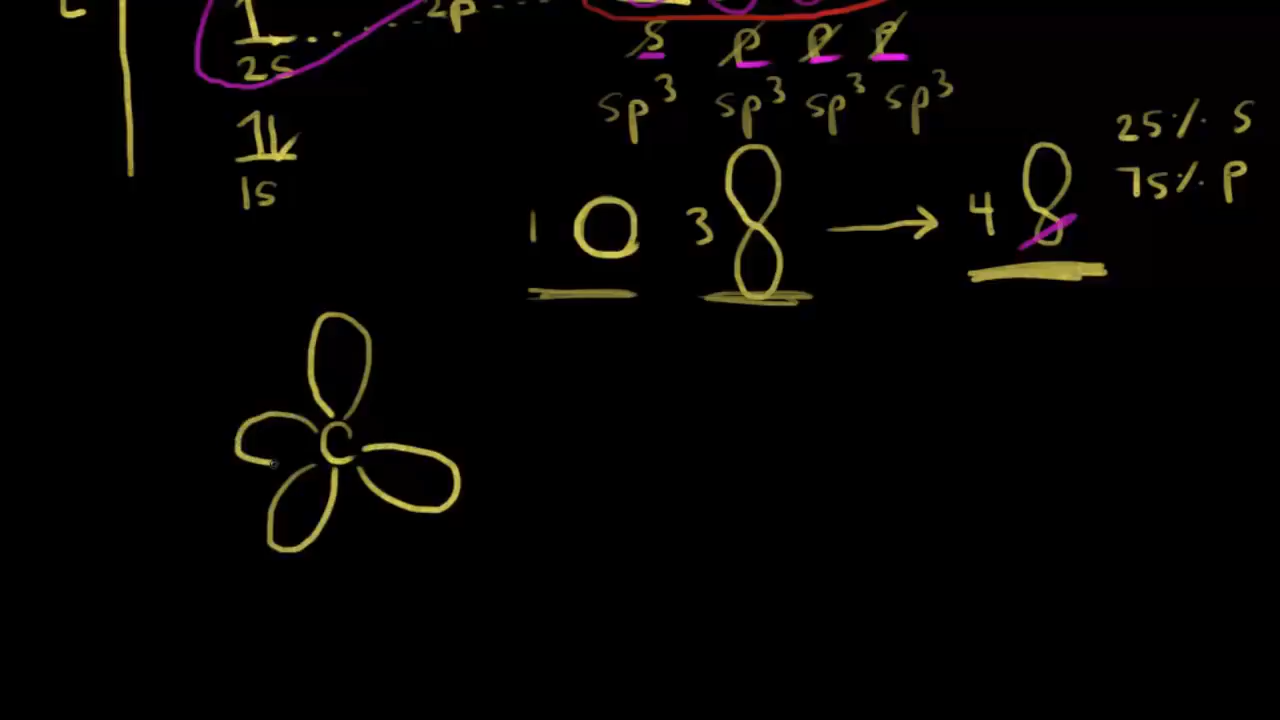 2p
2s
s p p p
sp³ sp³ sp³ sp³
1s
25% s
75% p
1 3 → 4
C